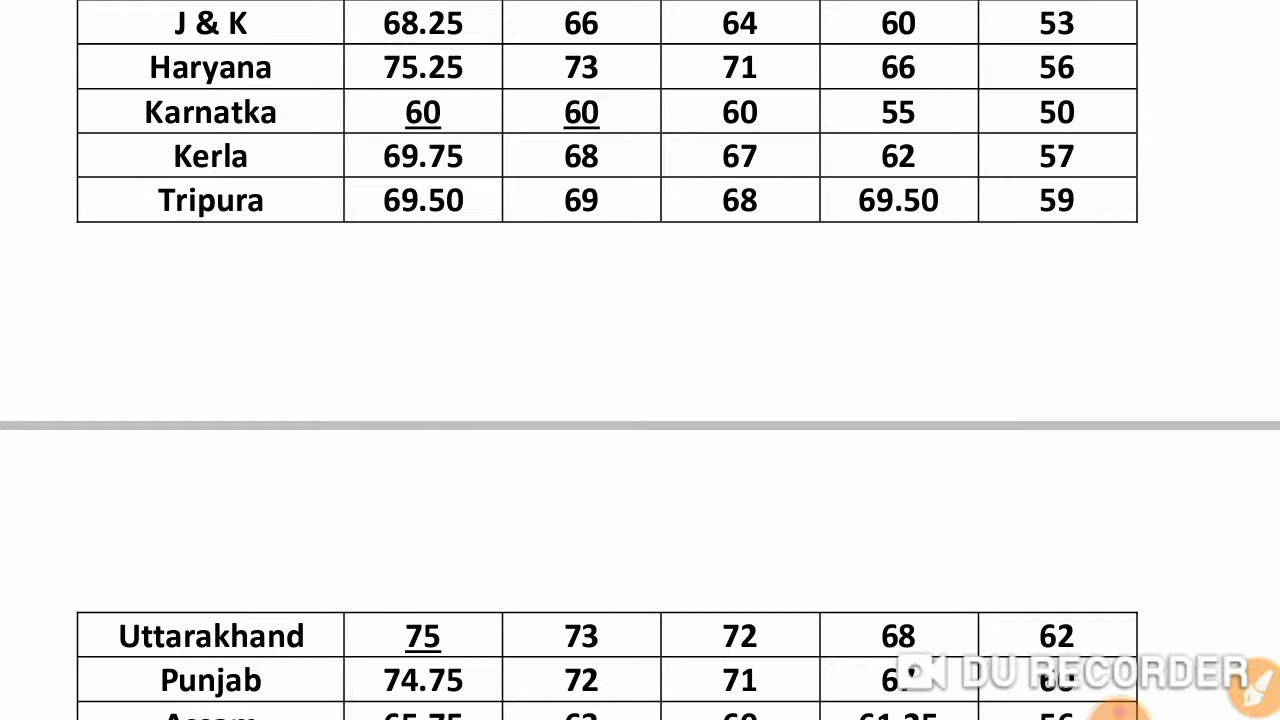 J & K 68.25 66 64 60 53
Haryana 75.25 73 71 66 56
Karnatka 60 60 60 55 50
Kerla 69.75 68 67 62 57
Tripura 69.50 69 68 69.50 59
Uttarakhand 75 73 72 68 62
Punjab 74.75 72 71
DU RECORDER